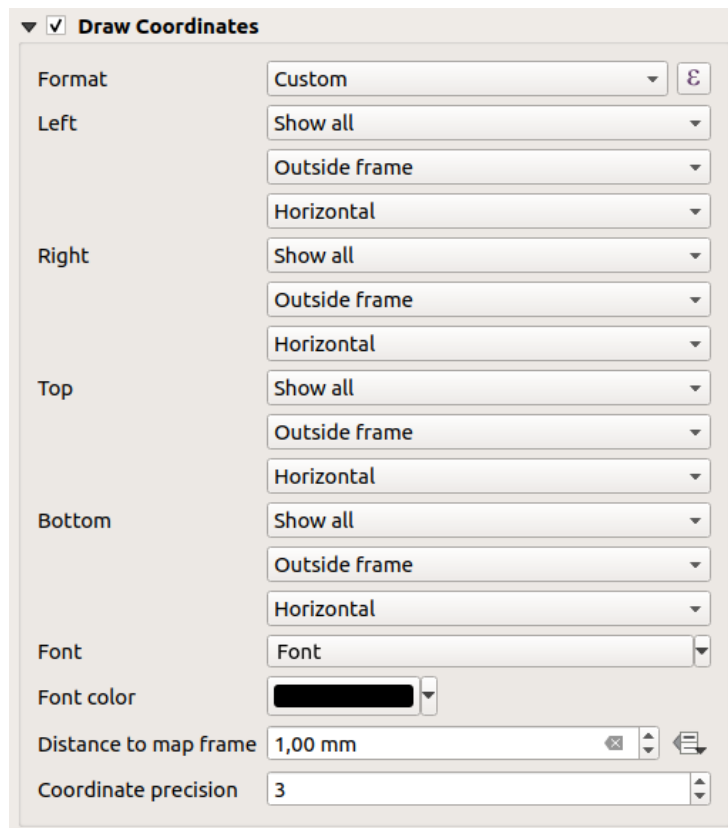 Draw Coordinates
Format Custom ε
Left Show all
Outside frame
Horizontal
Right Show all
Outside frame
Horizontal
Top Show all
Outside frame
Horizontal
Bottom Show all
Outside frame
Horizontal
Font Font
Font color
Distance to map frame 1,00 mm
Coordinate precision 3